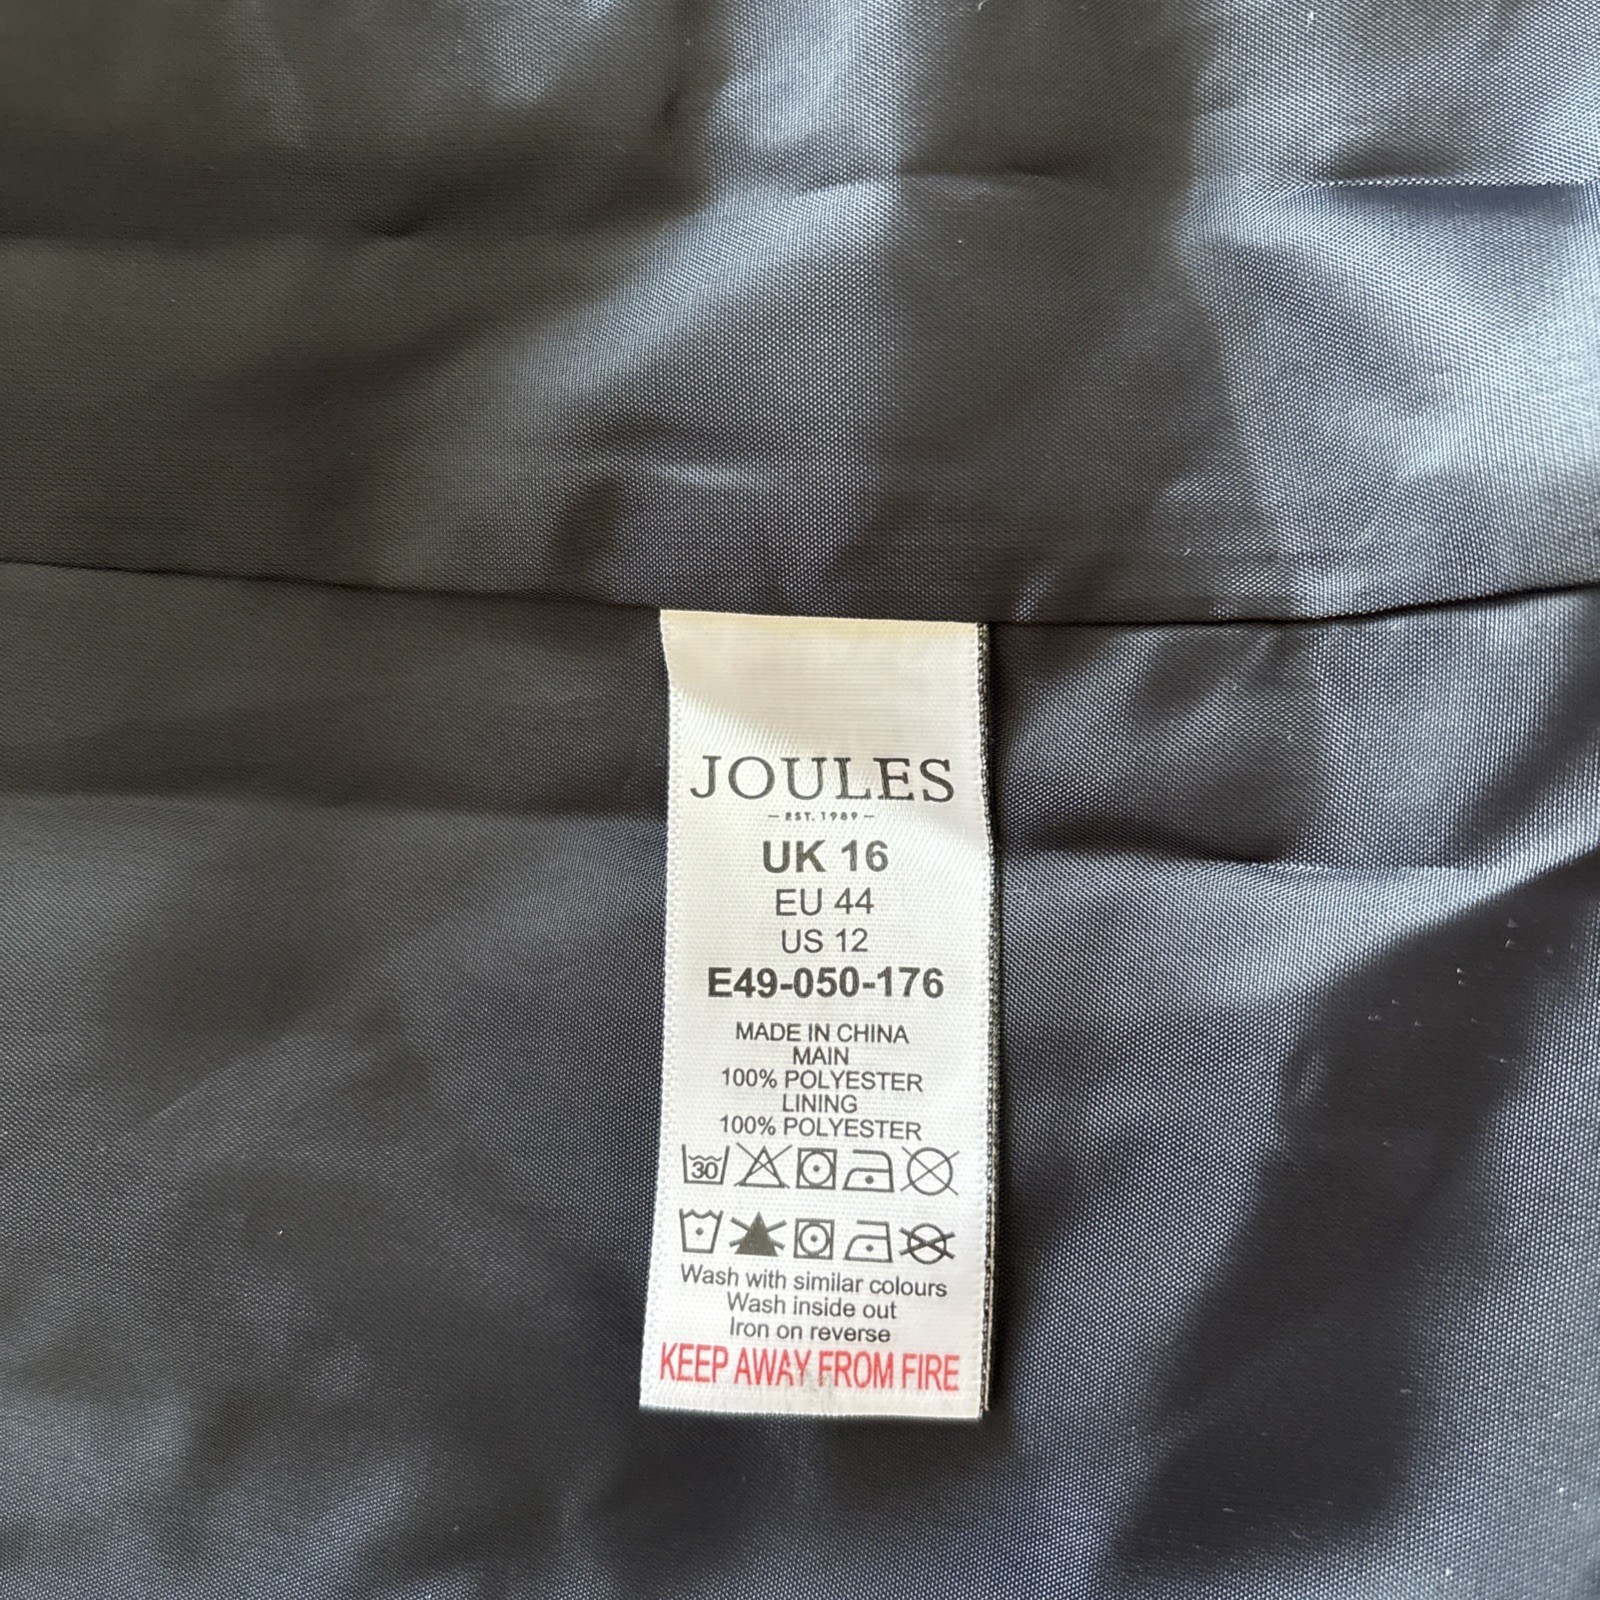 JOULES
EST. 1989
UK 16
EU 44
US 12
E49-050-176
MADE IN CHINA
MAIN
100% POLYESTER
LINING
100% POLYESTER
30
Wash with similar colours
Wash inside out
Iron on reverse
KEEP AWAY FROM FIRE